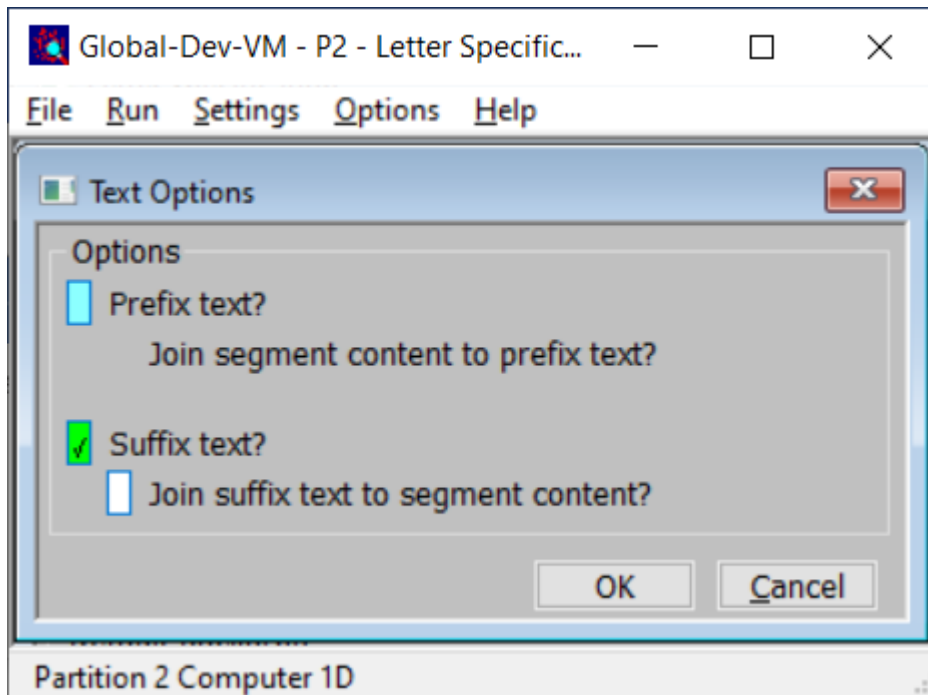 Global-Dev-VM - P2 - Letter Specific...
File Run Settings Options Help
Text Options
Options
Prefix text?
Join segment content to prefix text?
Suffix text?
Join suffix text to segment content?
OK Cancel
Partition 2 Computer 1D